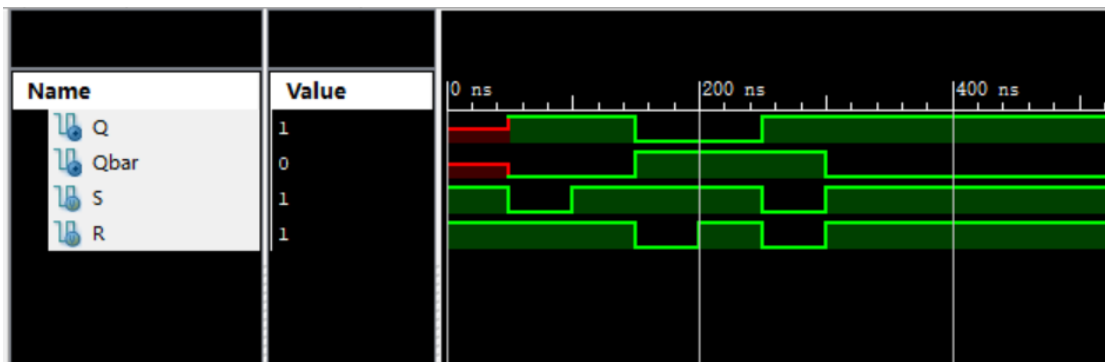 Name Value 0 ns 200 ns 400 ns
Q 1
Qbar 0
S 1
R 1